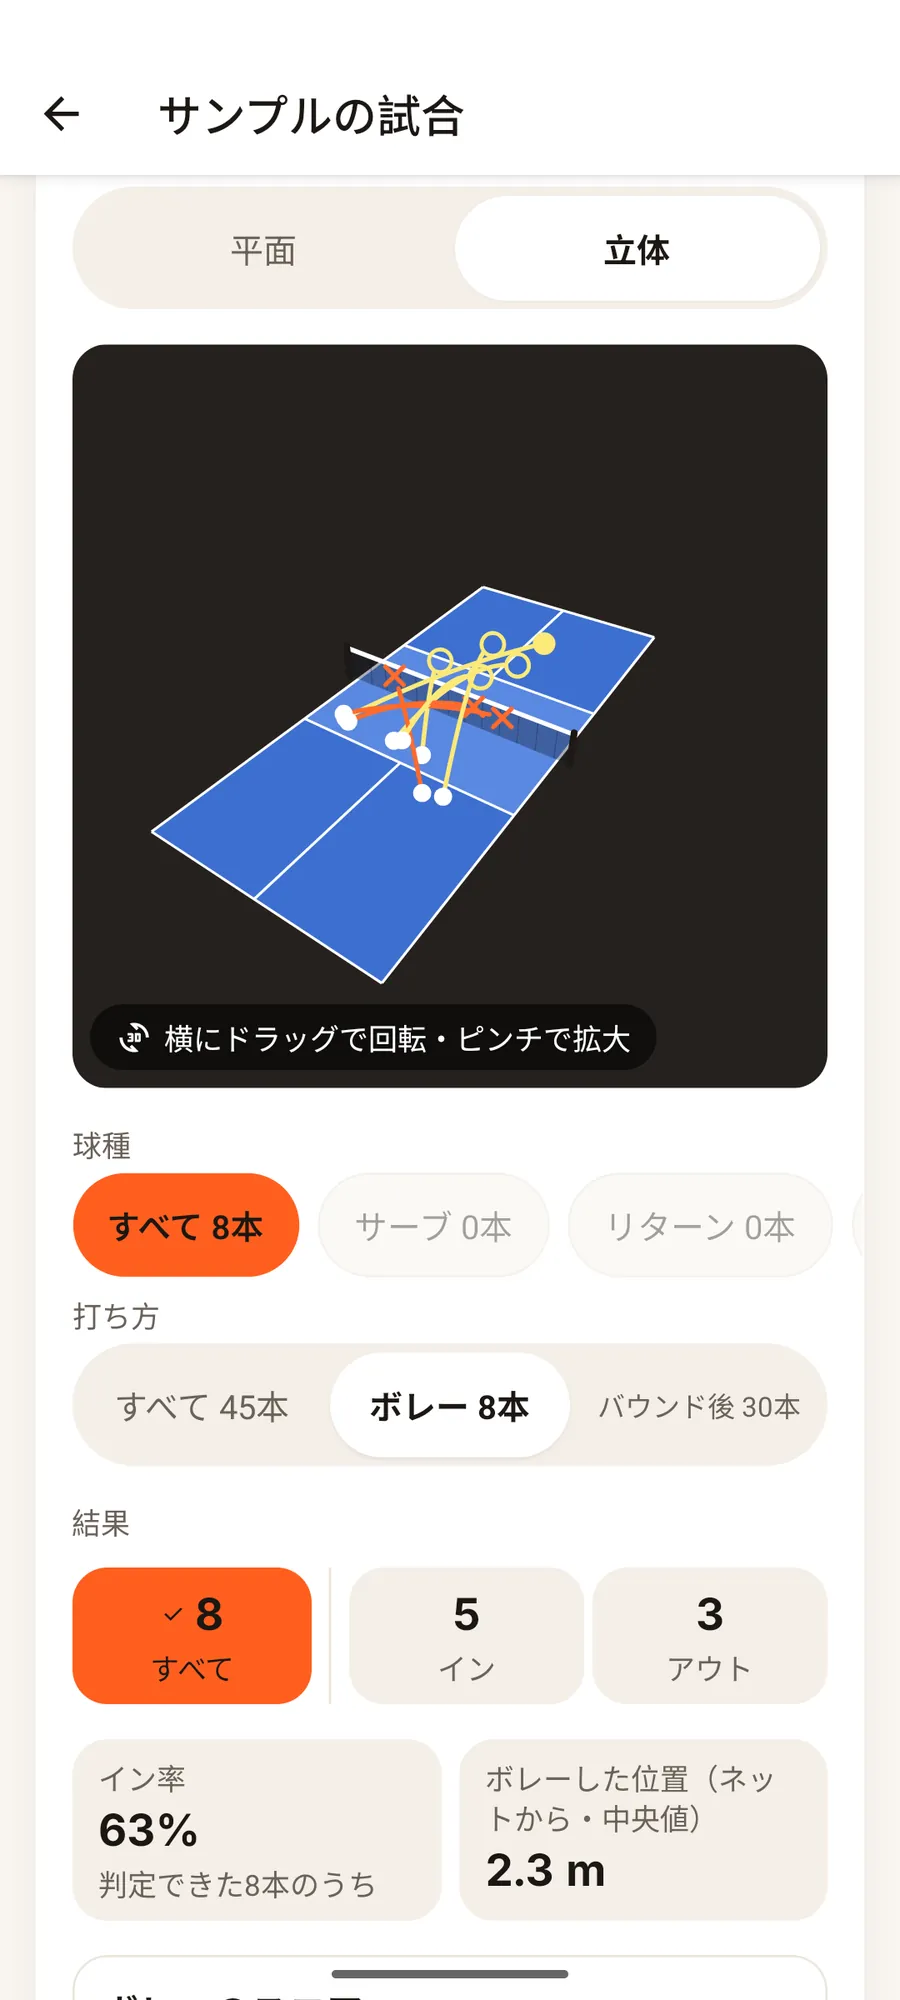 サンプルの試合
平面
立体
横にドラッグで回転・ピンチで拡大
球種
すべて 8本
サーブ 0本
リターン 0本
打ち方
すべて 45本
ボレー 8本
バウンド後 30本
結果
8
すべて
5
イン
3
アウト
イン率
63%
判定できた8本のうち
ボレーした位置（ネッ
トから・中央値）
2.3 m